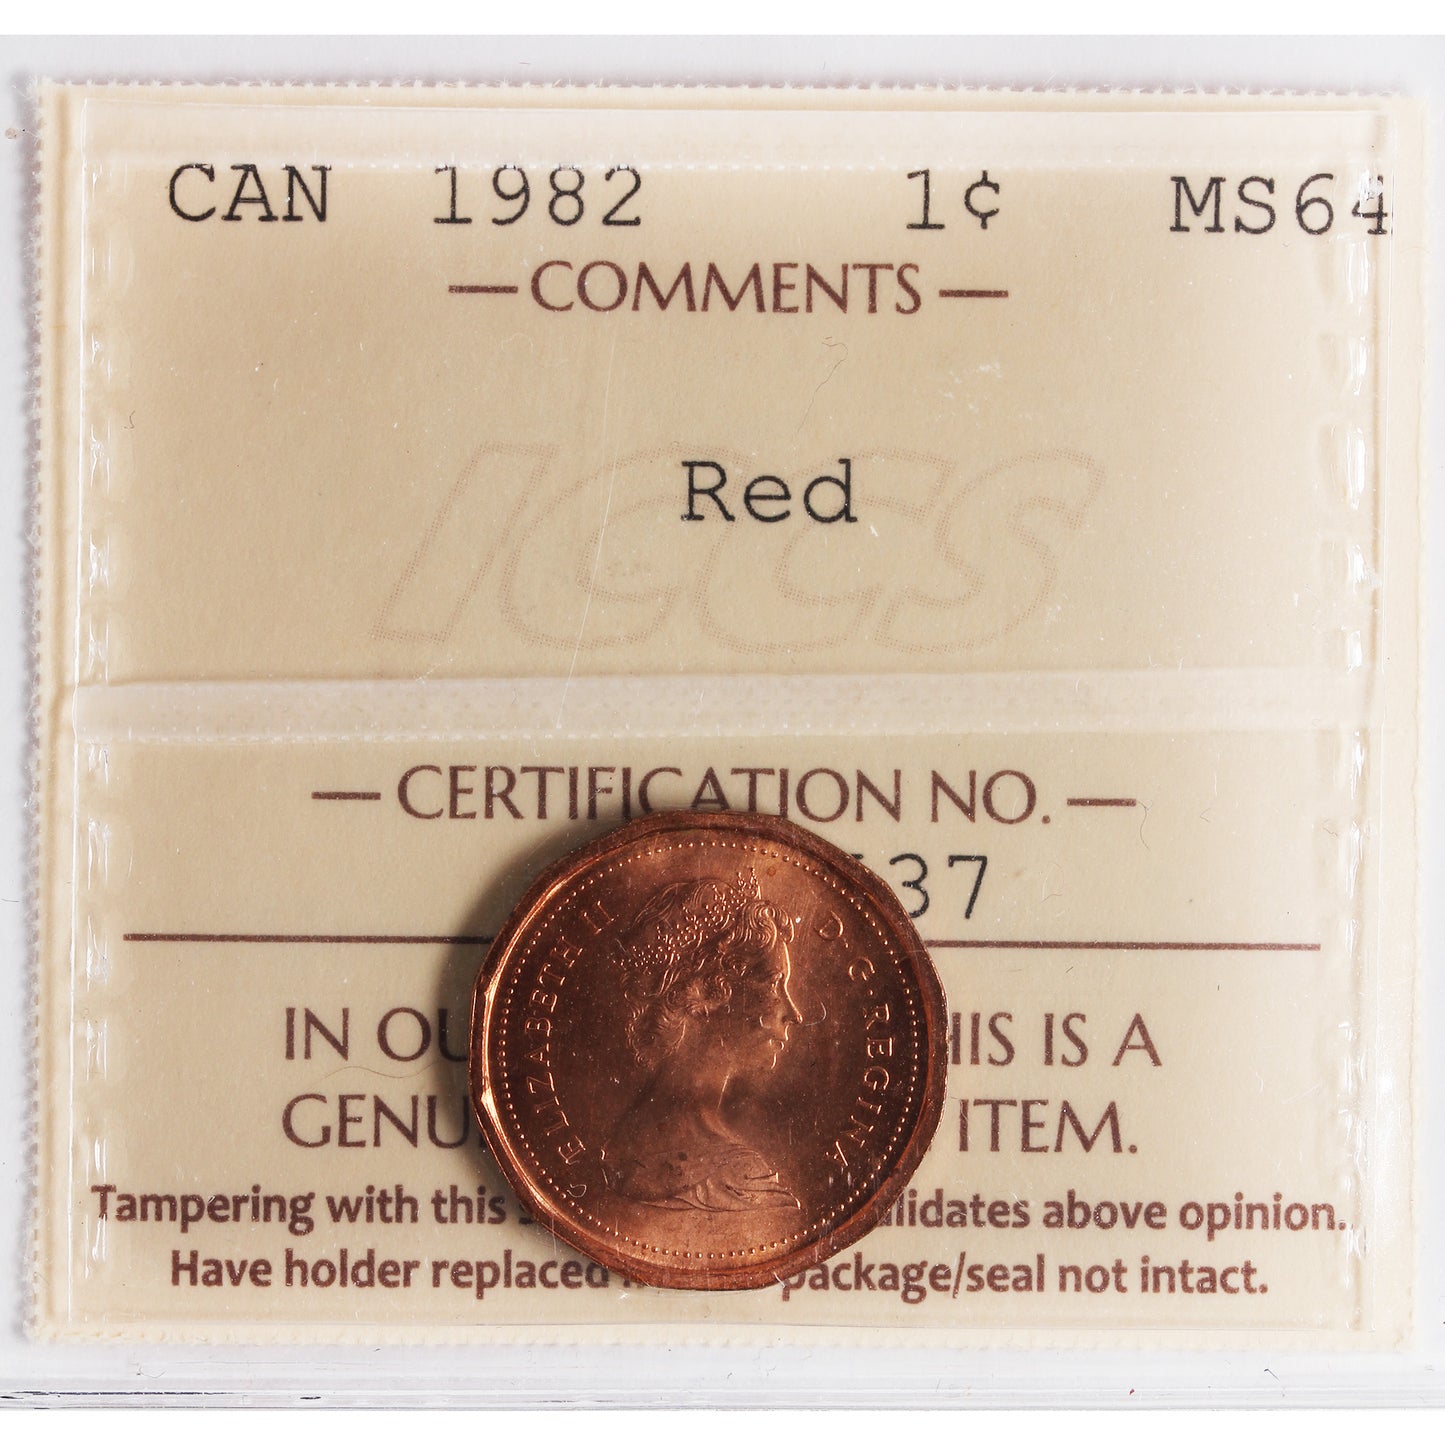 CAN 1982 1¢ MS64
— COMMENTS —
Red
ICCS
— CERTIFICATION NO. —
37
IN OU HIS IS A
GENU ITEM.
Tampering with this alidates above opinion.
Have holder replaced package/seal not intact.
ELIZABETH II D·G·REGINA